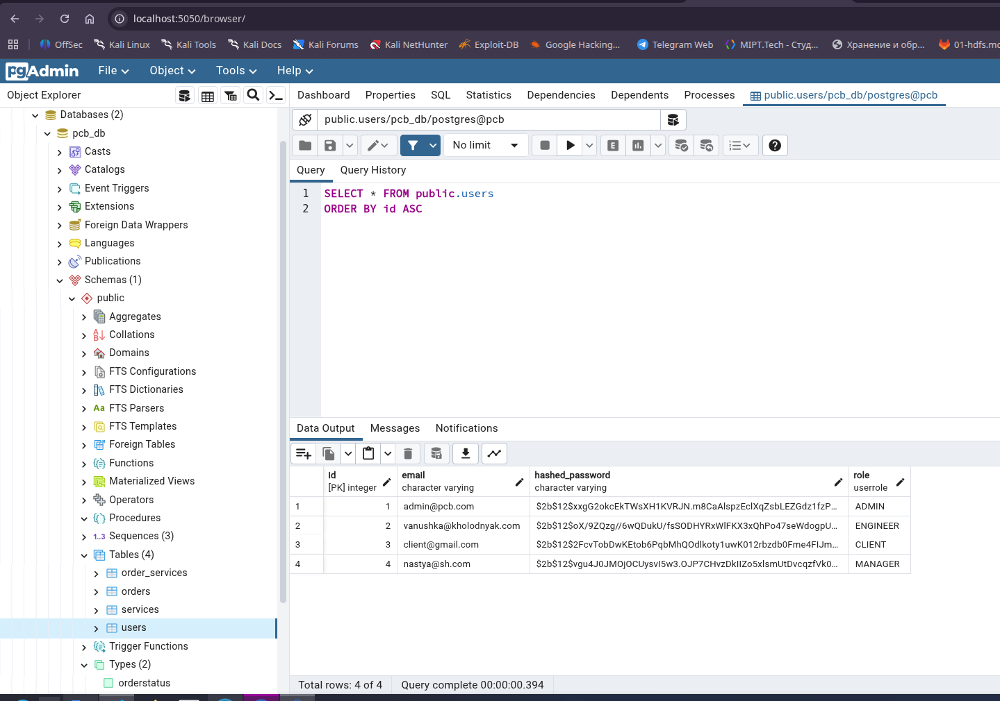 localhost:5050/browser/
OffSec Kali Linux Kali Tools Kali Docs Kali Forums Kali NetHunter Exploit-DB Google Hacking... Telegram Web MIPT.Tech - Студ... Хранение и обр... 01-hdfs.md
pgAdmin File Object Tools Help
Object Explorer
Dashboard Properties SQL Statistics Dependencies Dependents Processes public.users/pcb_db/postgres@pcb
Databases (2)
pcb_db
Casts
Catalogs
Event Triggers
Extensions
Foreign Data Wrappers
Languages
Publications
Schemas (1)
public
Aggregates
Collations
Domains
FTS Configurations
FTS Dictionaries
Aa FTS Parsers
FTS Templates
Foreign Tables
Functions
Materialized Views
Operators
Procedures
1..3 Sequences (3)
Tables (4)
order_services
orders
services
users
Trigger Functions
Types (2)
orderstatus
public.users/pcb_db/postgres@pcb
No limit
E
Query Query History
1 SELECT * FROM public.users
2 ORDER BY id ASC
Data Output Messages Notifications
id email hashed_password role
[PK] integer character varying character varying userrole
1 1 admin@pcb.com $2b$12$xxgG2okcEkTWsXH1KVRJN.m8CaAlspzEclXqZsbLEZGdz1fzP... ADMIN
2 2 vanushka@kholodnyak.com $2b$12$oX/9ZQzg//6wQDukU/fsSODHYRxWlFKX3xQhPo47seWdogpU... ENGINEER
3 3 client@gmail.com $2b$12$2FcvTobDwKEtob6PqbMhQOdlkoty1uwK012rbzdb0Fme4FIJm... CLIENT
4 4 nastya@sh.com $2b$12$vgu4J0JMOjOCUysvI5w3.OJP7CHvzDkIIZo5xlsmUtDvcqzfVk0... MANAGER
Total rows: 4 of 4 Query complete 00:00:00.394